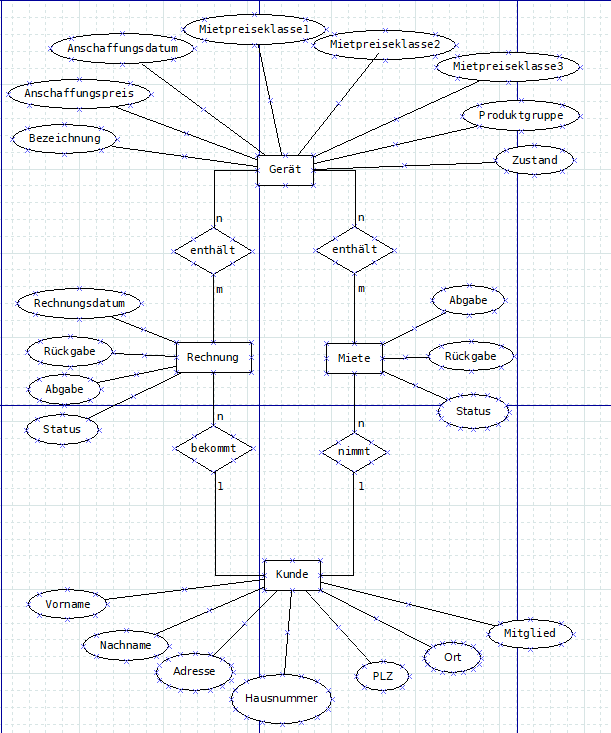 Mietpreiseklasse1
Anschaffungsdatum
Mietpreiseklasse2
Mietpreiseklasse3
Anschaffungspreis
Produktgruppe
Bezeichnung
Zustand
Gerät
n
n
enthält
enthält
m
m
Rechnungsdatum
Abgabe
Rückgabe
Rechnung
Miete
Rückgabe
Abgabe
Status
Status
n
n
bekommt
nimmt
1
1
Kunde
Vorname
Mitglied
Nachname
Ort
Adresse
PLZ
Hausnummer